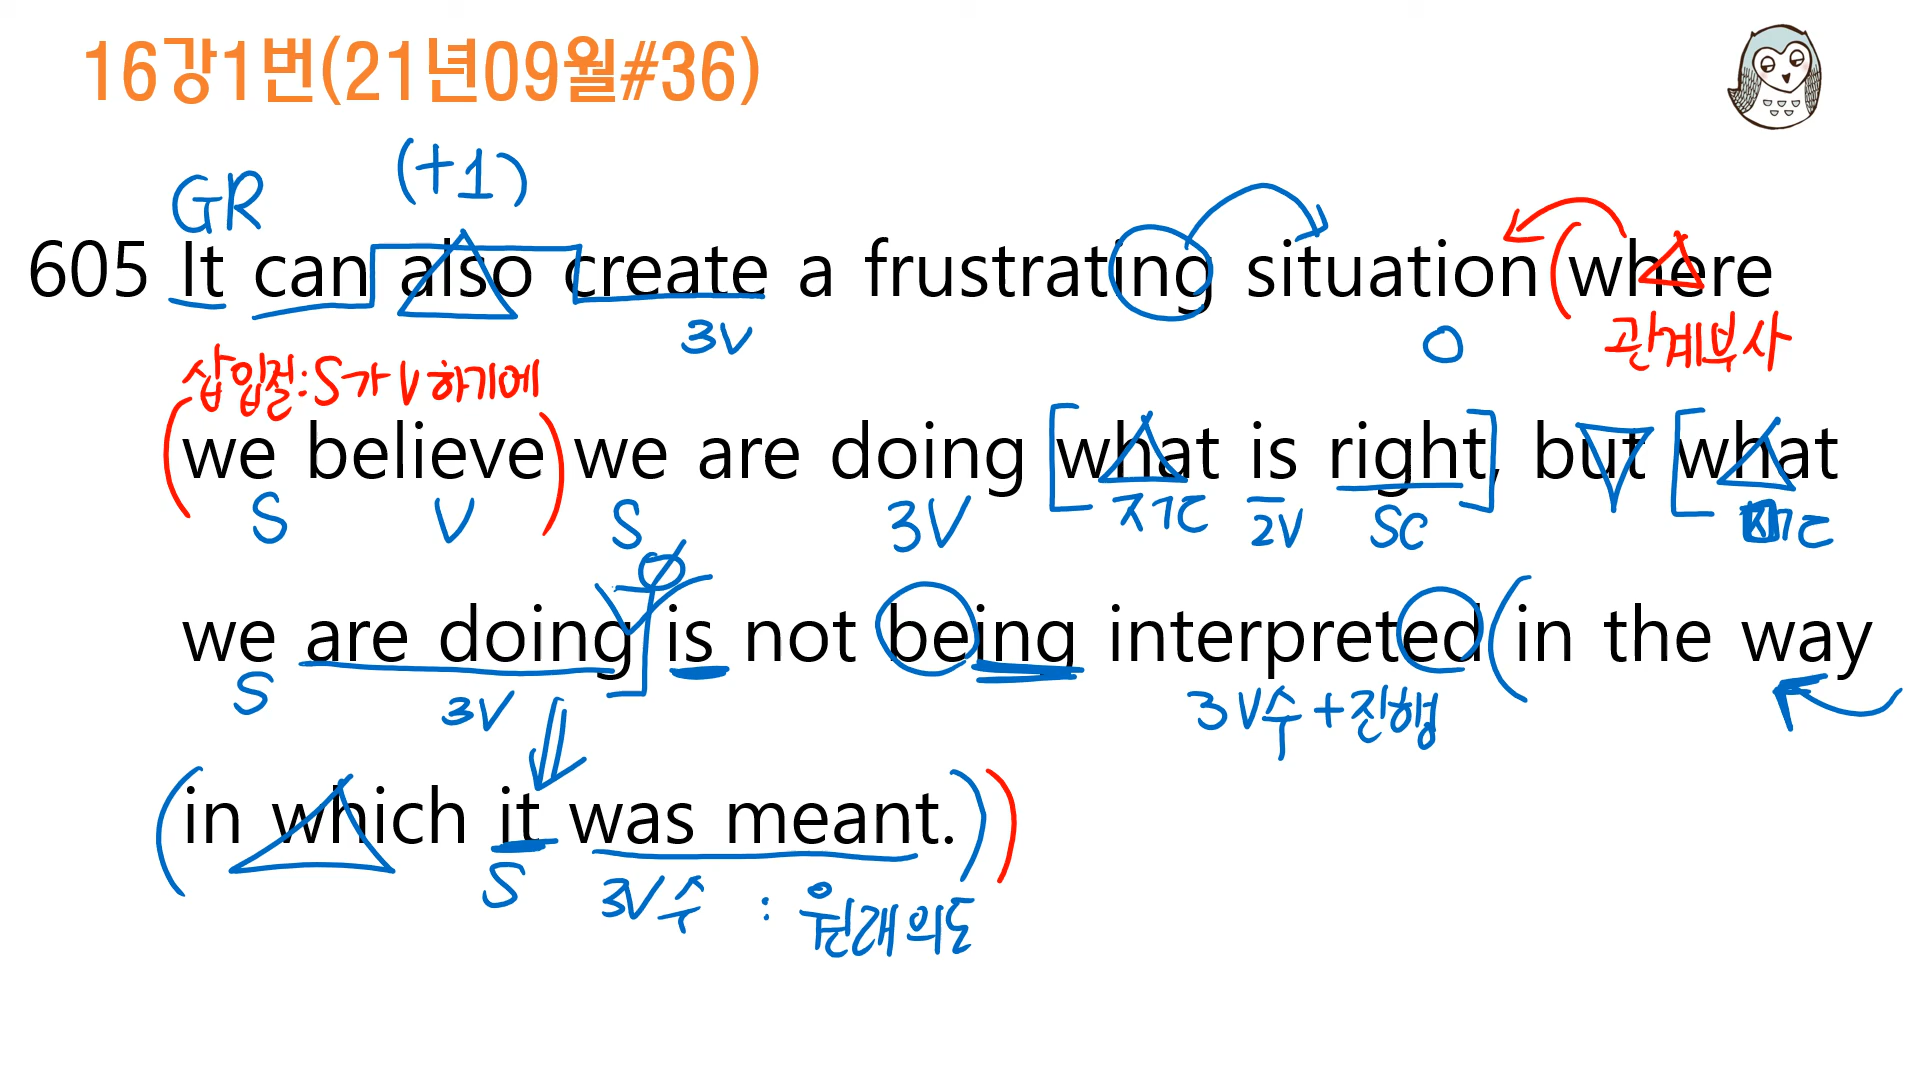 16강1번(21년09월#36)
GR (+1)
605 It can also create a frustrating situation (where
3V O 관계부사
삽입절:S가 V하기에
(we believe) we are doing [what is right], but [what
S V S 3V ㅈㄱㄷ 2V SC ㅈㄱㄷ
we are doing] is not being interpreted (in the way
S 3V 3V수+진행
(in which it was meant.))
S 3V수 : 원래의도